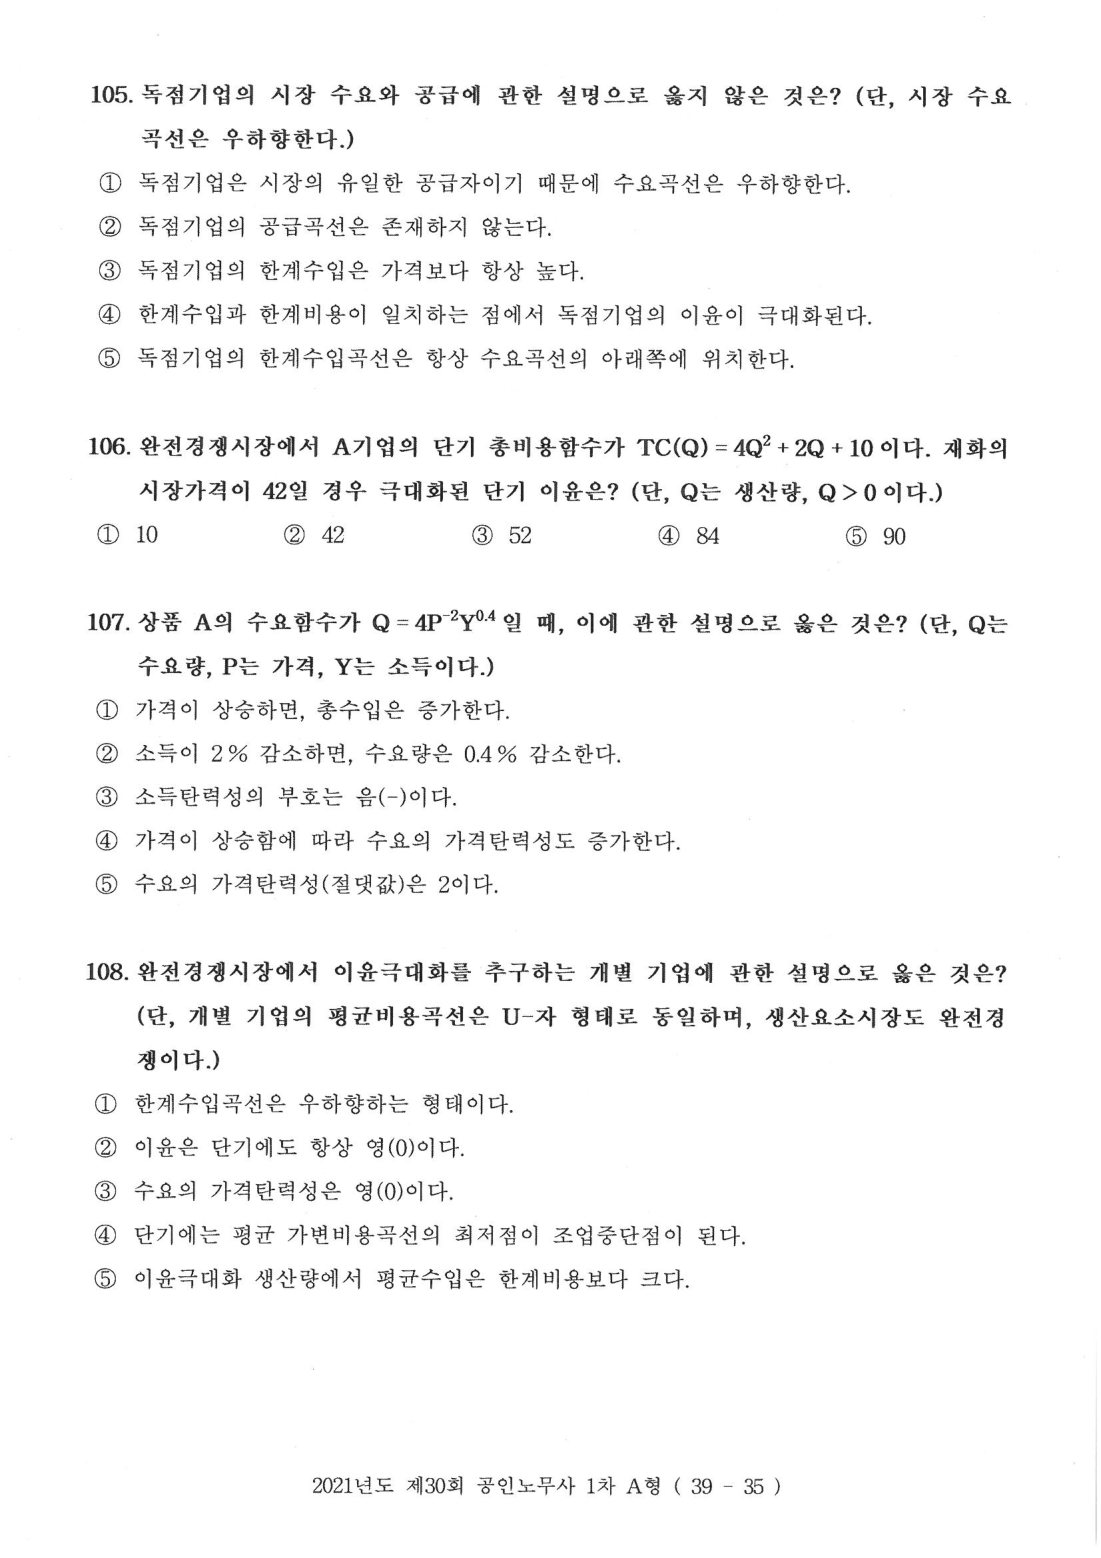 105. 독점기업의 시장 수요와 공급에 관한 설명으로 옳지 않은 것은? (단, 시장 수요
곡선은 우하향한다.)
① 독점기업은 시장의 유일한 공급자이기 때문에 수요곡선은 우하향한다.
② 독점기업의 공급곡선은 존재하지 않는다.
③ 독점기업의 한계수입은 가격보다 항상 높다.
④ 한계수입과 한계비용이 일치하는 점에서 독점기업의 이윤이 극대화된다.
⑤ 독점기업의 한계수입곡선은 항상 수요곡선의 아래쪽에 위치한다.
106. 완전경쟁시장에서 A기업의 단기 총비용함수가 TC(Q) = 4Q² + 2Q + 10이다. 재화의
시장가격이 42일 경우 극대화된 단기 이윤은? (단, Q는 생산량, Q > 0이다.)
① 10 ② 42 ③ 52 ④ 84 ⑤ 90
107. 상품 A의 수요함수가 Q = 4P⁻²Y⁰·⁴일 때, 이에 관한 설명으로 옳은 것은? (단, Q는
수요량, P는 가격, Y는 소득이다.)
① 가격이 상승하면, 총수입은 증가한다.
② 소득이 2% 감소하면, 수요량은 0.4% 감소한다.
③ 소득탄력성의 부호는 음(-)이다.
④ 가격이 상승함에 따라 수요의 가격탄력성도 증가한다.
⑤ 수요의 가격탄력성(절댓값)은 2이다.
108. 완전경쟁시장에서 이윤극대화를 추구하는 개별 기업에 관한 설명으로 옳은 것은?
(단, 개별 기업의 평균비용곡선은 U-자 형태로 동일하며, 생산요소시장도 완전경
쟁이다.)
① 한계수입곡선은 우하향하는 형태이다.
② 이윤은 단기에도 항상 영(0)이다.
③ 수요의 가격탄력성은 영(0)이다.
④ 단기에는 평균 가변비용곡선의 최저점이 조업중단점이 된다.
⑤ 이윤극대화 생산량에서 평균수입은 한계비용보다 크다.
2021년도 제30회 공인노무사 1차 A형 ( 39 - 35 )